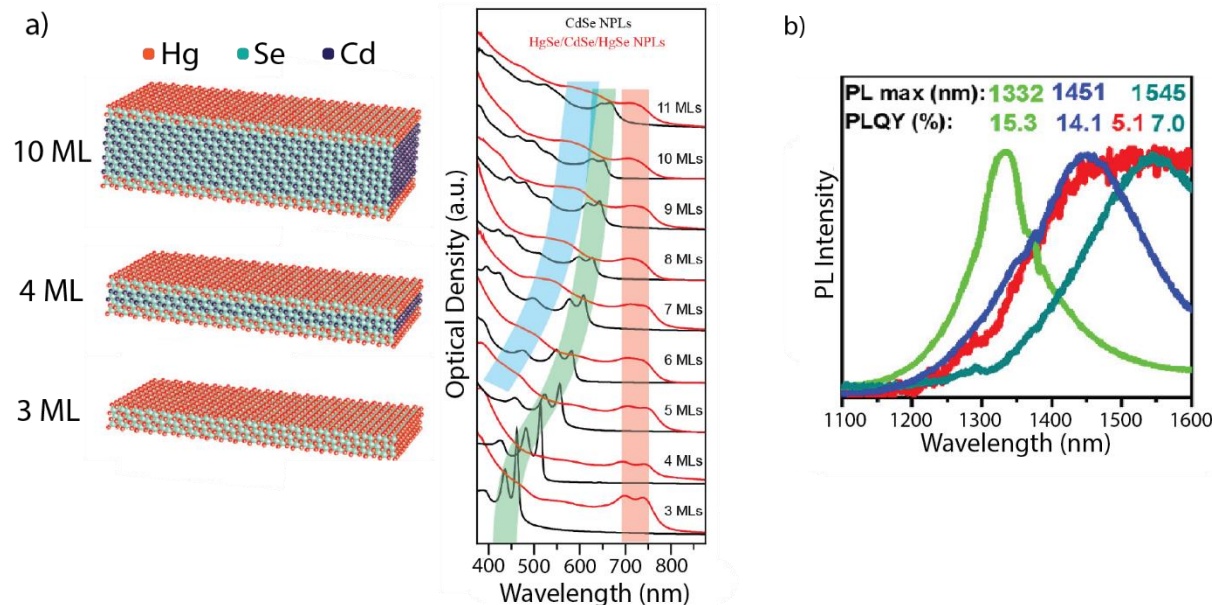 a)
Hg Se Cd
10 ML
4 ML
3 ML
CdSe NPLs
HgSe/CdSe/HgSe NPLs
11 MLs
10 MLs
9 MLs
8 MLs
7 MLs
6 MLs
5 MLs
4 MLs
3 MLs
Optical Density (a.u.)
400 500 600 700 800
Wavelength (nm)
b)
PL max (nm): 1332 1451 1545
PLQY (%): 15.3 14.1 5.1 7.0
PL Intensity
1100 1200 1300 1400 1500 1600
Wavelength (nm)